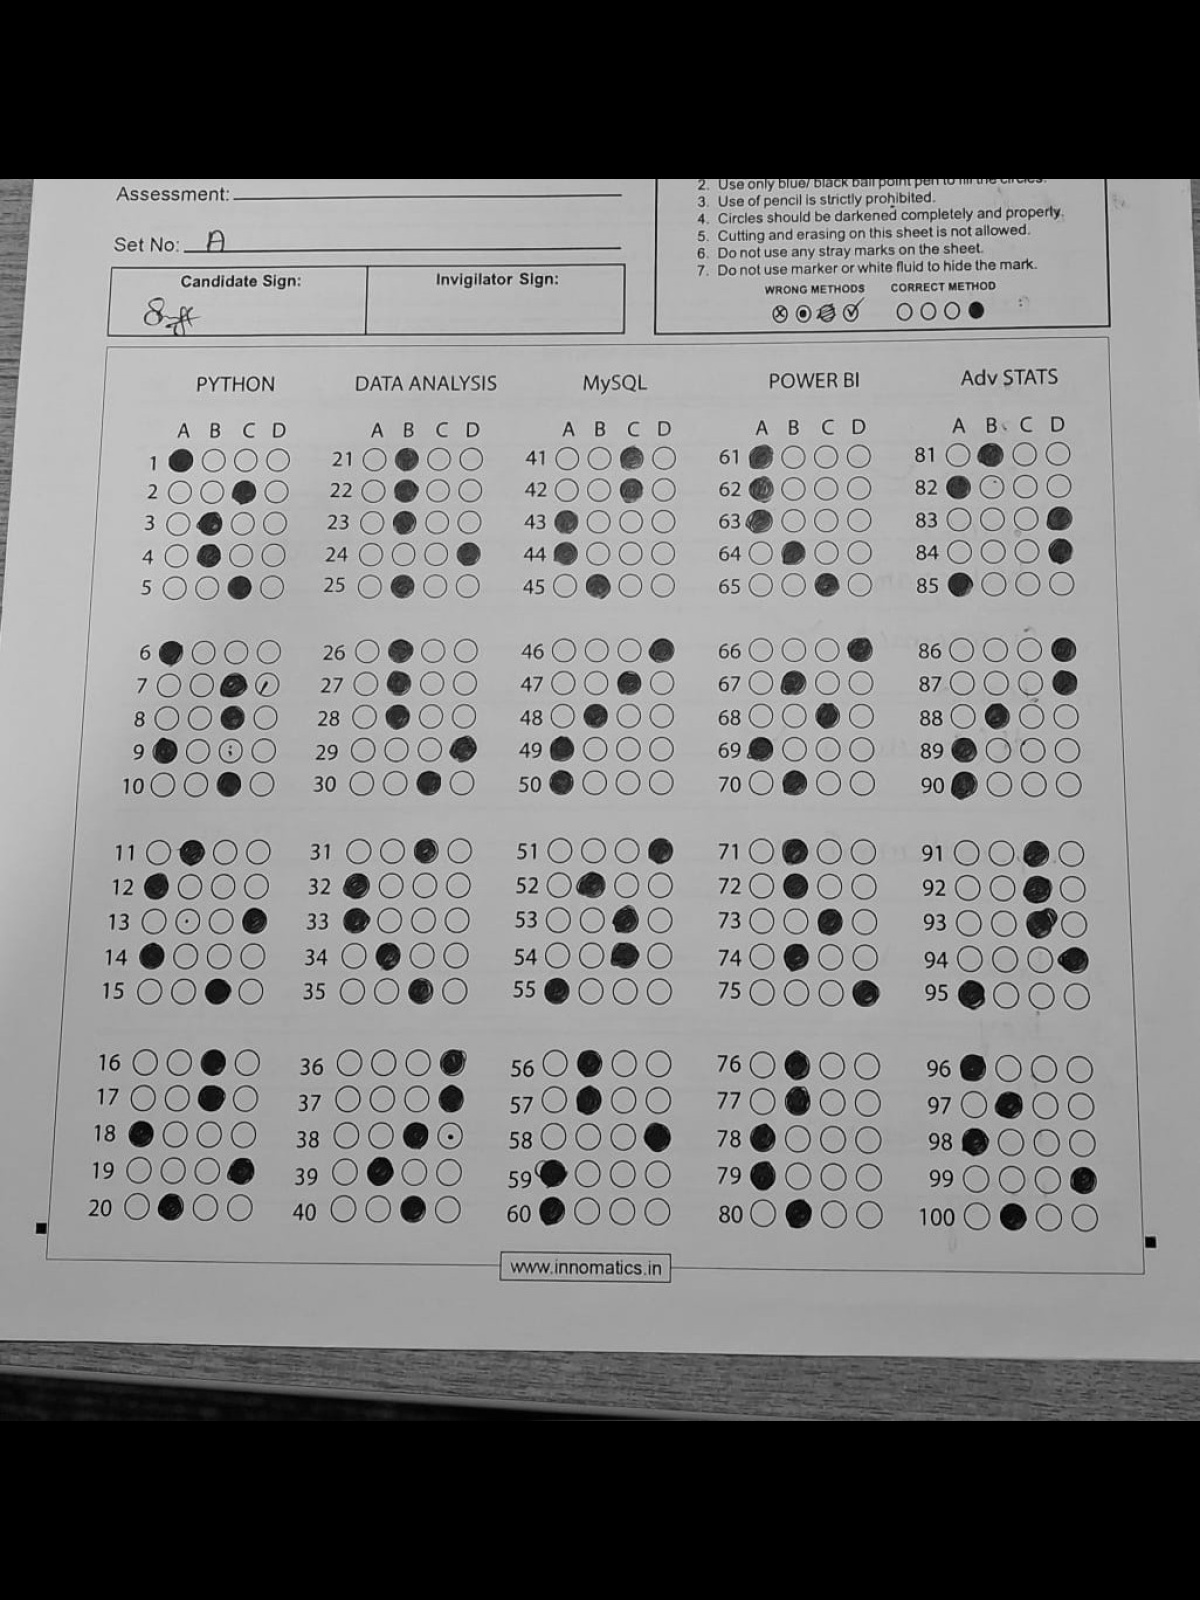 Assessment:
Set No: A
Candidate Sign:
Invigilator Sign:
2. Use only blue/ black ball point pen to fill the circles.
3. Use of pencil is strictly prohibited.
4. Circles should be darkened completely and properly.
5. Cutting and erasing on this sheet is not allowed.
6. Do not use any stray marks on the sheet.
7. Do not use marker or white fluid to hide the mark.
WRONG METHODS CORRECT METHOD
PYTHON DATA ANALYSIS MySQL POWER BI Adv STATS
A B C D A B C D A B C D A B C D A B C D
1 21 41 61 81
2 22 42 62 82
3 23 43 63 83
4 24 44 64 84
5 25 45 65 85
6 26 46 66 86
7 27 47 67 87
8 28 48 68 88
9 29 49 69 89
10 30 50 70 90
11 31 51 71 91
12 32 52 72 92
13 33 53 73 93
14 34 54 74 94
15 35 55 75 95
16 36 56 76 96
17 37 57 77 97
18 38 58 78 98
19 39 59 79 99
20 40 60 80 100
www.innomatics.in